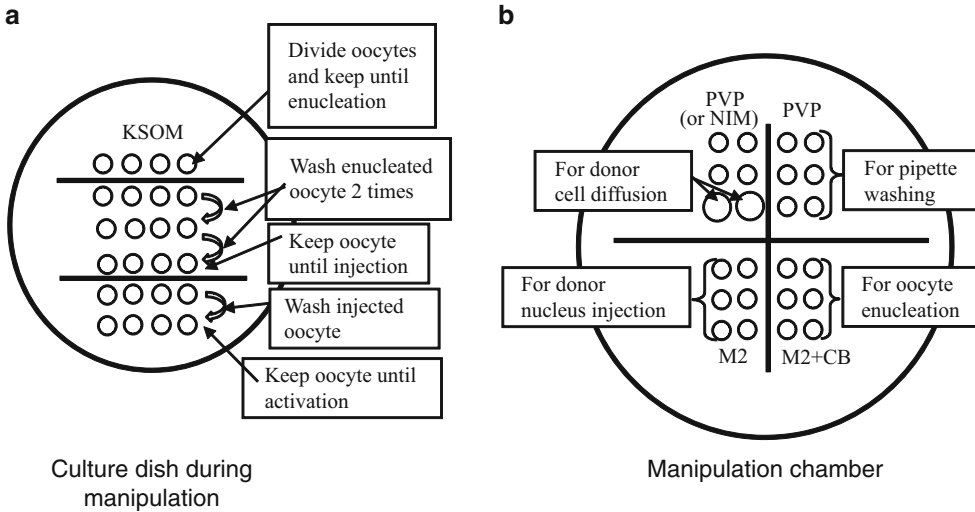 a
Divide oocytes
and keep until
enucleation
KSOM
Wash enucleated
oocyte 2 times
Keep oocyte
until injection
Wash injected
oocyte
Keep oocyte until
activation
Culture dish during
manipulation
b
PVP
(or NIM)
PVP
For donor
cell diffusion
For pipette
washing
For donor
nucleus injection
For oocyte
enucleation
M2
M2+CB
Manipulation chamber